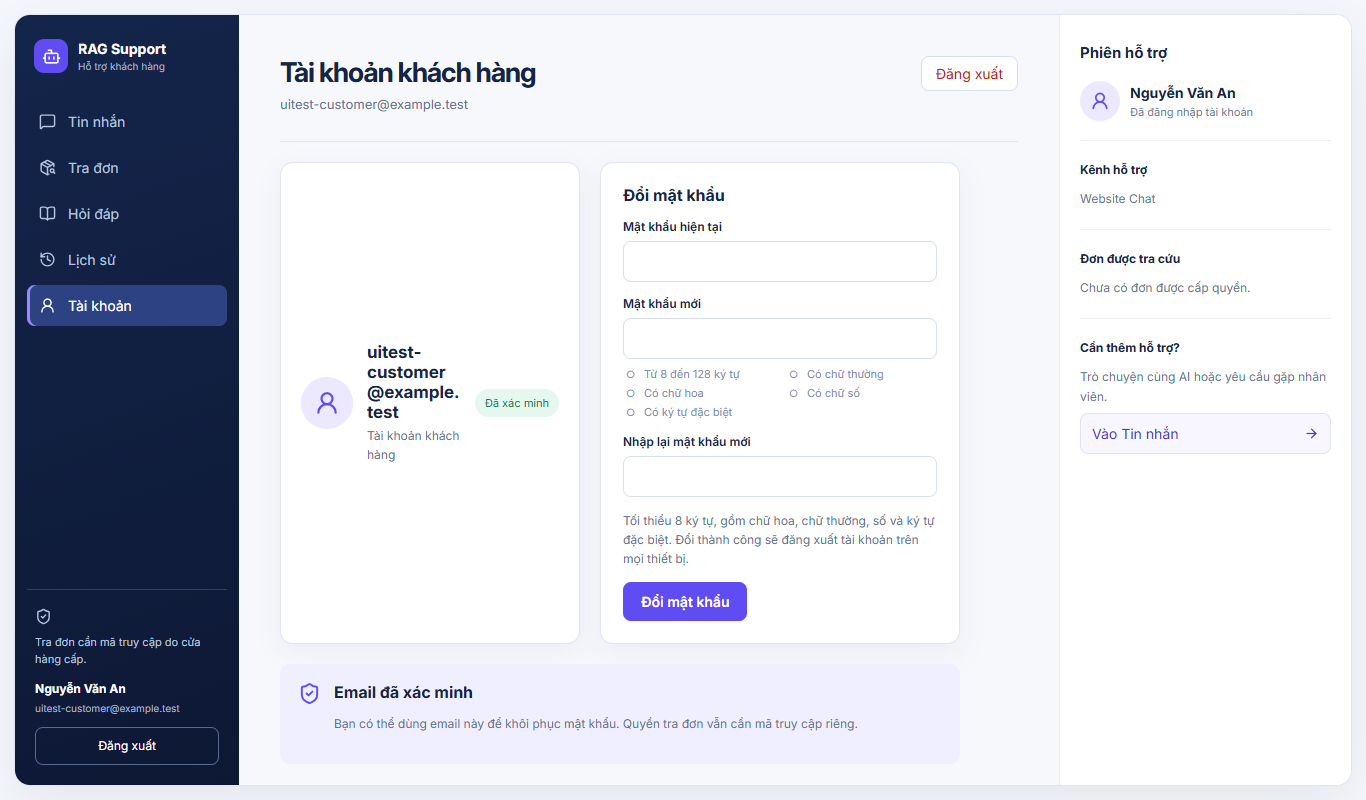 RAG Support
Hỗ trợ khách hàng
Tin nhắn
Tra đơn
Hỏi đáp
Lịch sử
Tài khoản
Tra đơn cần mã truy cập do cửa
hàng cấp.
Nguyễn Văn An
uitest-customer@example.test
Đăng xuất
Tài khoản khách hàng
uitest-customer@example.test
Đăng xuất
uitest-
customer
@example.
test
Tài khoản khách
hàng
Đã xác minh
Đổi mật khẩu
Mật khẩu hiện tại
Mật khẩu mới
Từ 8 đến 128 ký tự
Có chữ thường
Có chữ hoa
Có chữ số
Có ký tự đặc biệt
Nhập lại mật khẩu mới
Tối thiểu 8 ký tự, gồm chữ hoa, chữ thường, số và ký tự
đặc biệt. Đổi thành công sẽ đăng xuất tài khoản trên
mọi thiết bị.
Đổi mật khẩu
Email đã xác minh
Bạn có thể dùng email này để khôi phục mật khẩu. Quyền tra đơn vẫn cần mã truy cập riêng.
Phiên hỗ trợ
Nguyễn Văn An
Đã đăng nhập tài khoản
Kênh hỗ trợ
Website Chat
Đơn được tra cứu
Chưa có đơn được cấp quyền.
Cần thêm hỗ trợ?
Trò chuyện cùng AI hoặc yêu cầu gặp nhân
viên.
Vào Tin nhắn